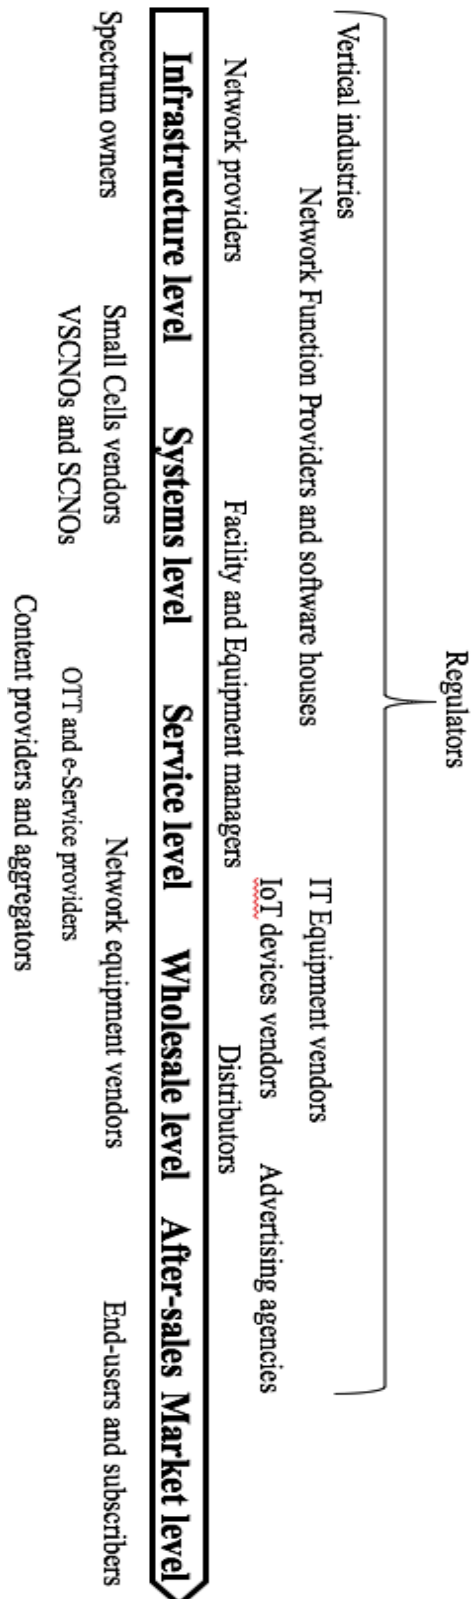 Regulators
Vertical industries
Network Function Providers and software houses
IT Equipment vendors
IoT devices vendors
Advertising agencies
Network providers
Facility and Equipment managers
Distributors
Infrastructure level Systems level Service level Wholesale level After-sales Market level
Spectrum owners
Small Cells vendors
Network equipment vendors
End-users and subscribers
VSCNOs and SCNOs
OTT and e-Service providers
Content providers and aggregators